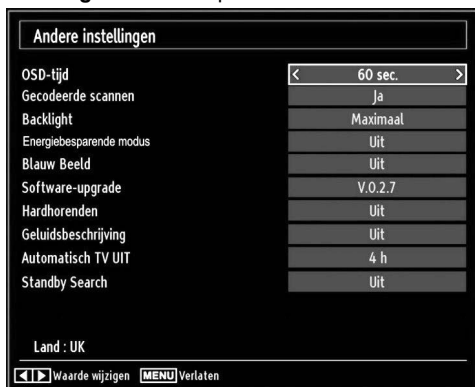 Andere instellingen
OSD-tijd < 60 sec. >
Gecodeerde scannen Ja
Backlight Maximaal
Energiebesparende modus Uit
Blauw Beeld Uit
Software-upgrade V.0.2.7
Hardhorenden Uit
Geluidsbeschrijving Uit
Automatisch TV UIT 4 h
Standby Search Uit
Land : UK
Waarde wijzigen MENU Verlaten